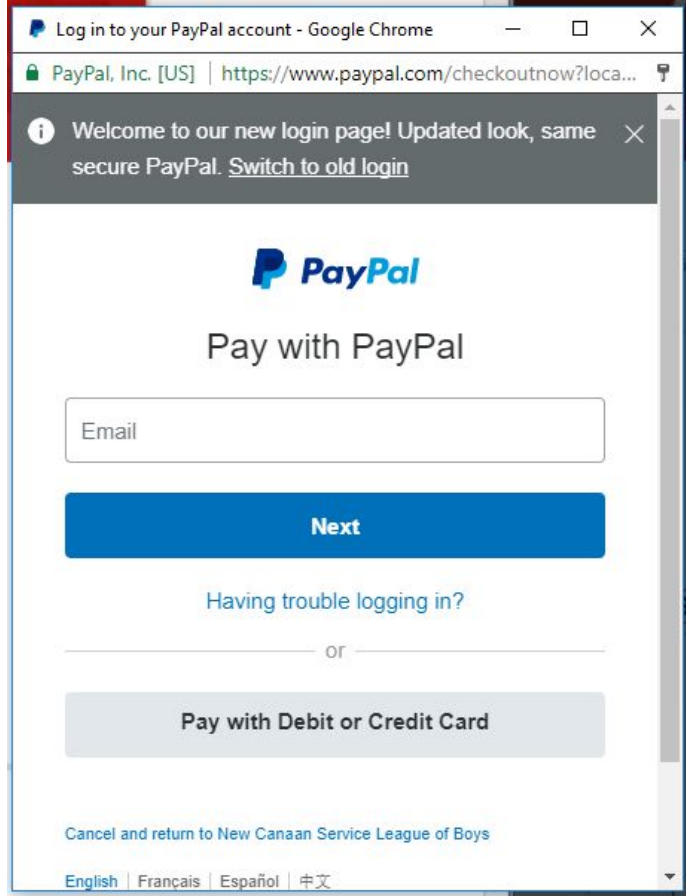 Log in to your PayPal account - Google Chrome
PayPal, Inc. [US] | https://www.paypal.com/checkoutnow?loca...
Welcome to our new login page! Updated look, same
secure PayPal. Switch to old login
PayPal
Pay with PayPal
Email
Next
Having trouble logging in?
or
Pay with Debit or Credit Card
Cancel and return to New Canaan Service League of Boys
English | Français | Español | 中文